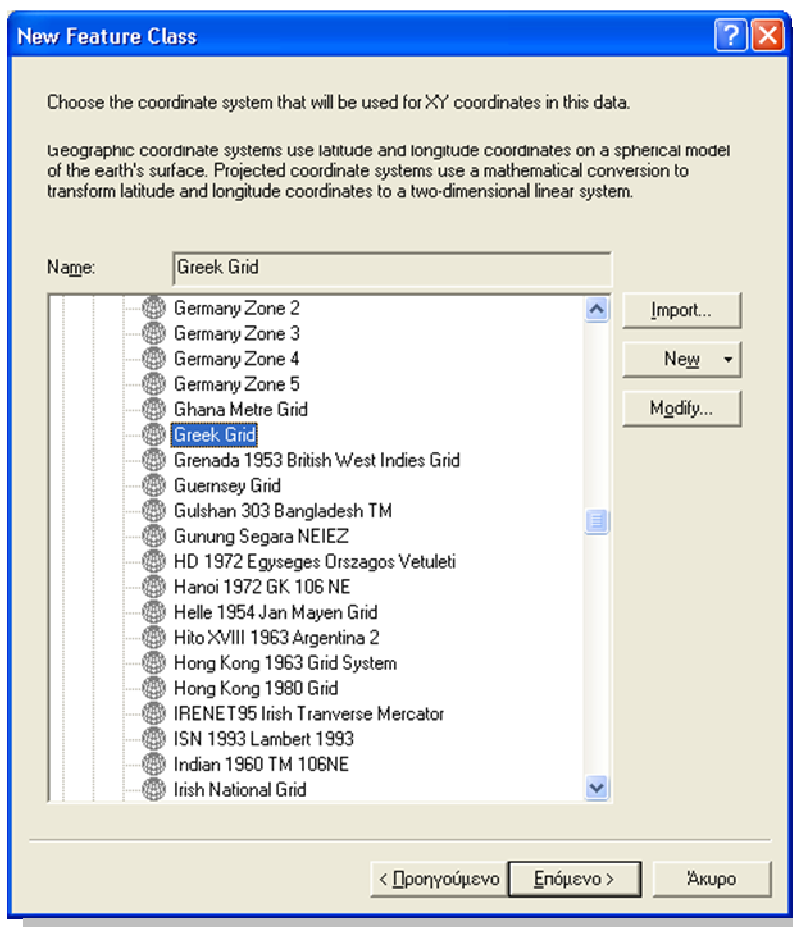 New Feature Class
Choose the coordinate system that will be used for XY coordinates in this data.
Geographic coordinate systems use latitude and longitude coordinates on a spherical model
of the earth's surface. Projected coordinate systems use a mathematical conversion to
transform latitude and longitude coordinates to a two-dimensional linear system.
Name: Greek Grid
Germany Zone 2
Germany Zone 3
Germany Zone 4
Germany Zone 5
Ghana Metre Grid
Greek Grid
Grenada 1953 British West Indies Grid
Guernsey Grid
Gulshan 303 Bangladesh TM
Gunung Segara NEIEZ
HD 1972 Egyseges Orszagos Vetuleti
Hanoi 1972 GK 106 NE
Helle 1954 Jan Mayen Grid
Hito XVIII 1963 Argentina 2
Hong Kong 1963 Grid System
Hong Kong 1980 Grid
IRENET95 Irish Tranverse Mercator
ISN 1993 Lambert 1993
Indian 1960 TM 106NE
Irish National Grid
Import...
New
Modify...
< Προηγούμενο
Επόμενο >
Άκυρο